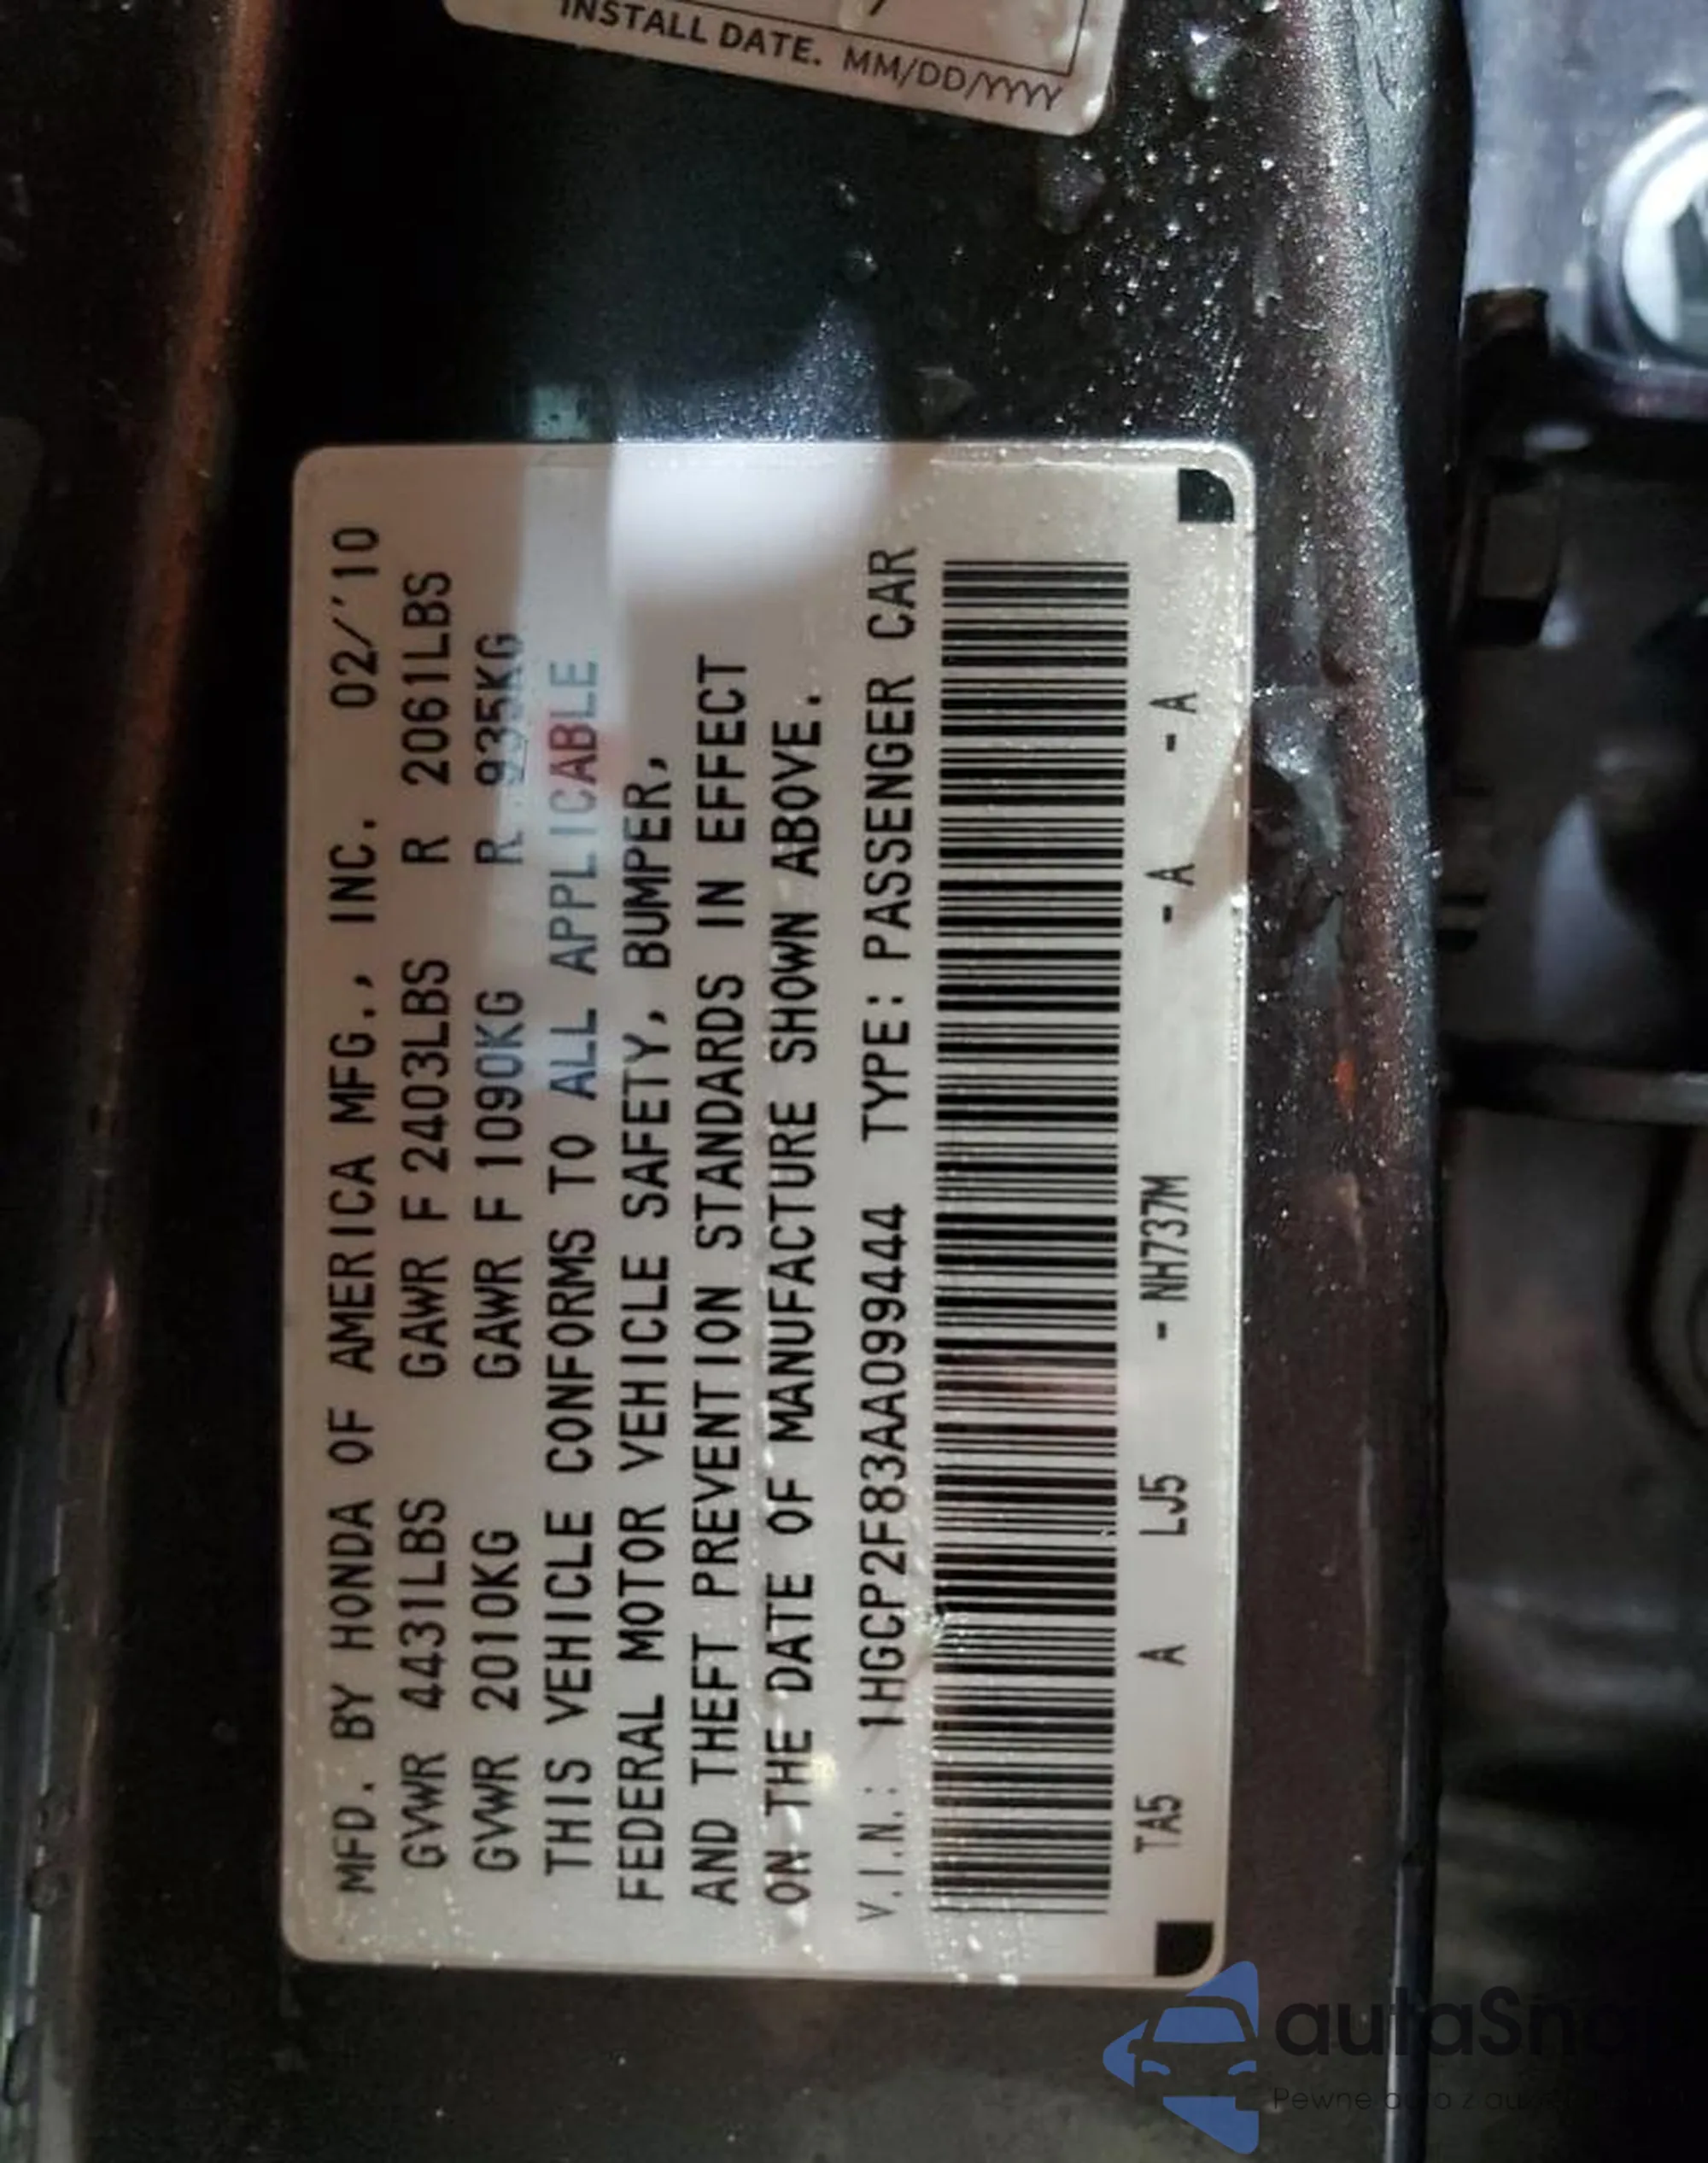 INSTALL DATE. MM/DD/YYYY
MFD. BY HONDA OF AMERICA MFG., INC. 02/'10
GVWR 4431LBS GAWR F 2403LBS R 2061LBS
GVWR 2010KG GAWR F 1090KG R 935KG
THIS VEHICLE CONFORMS TO ALL APPLICABLE
FEDERAL MOTOR VEHICLE SAFETY, BUMPER,
AND THEFT PREVENTION STANDARDS IN EFFECT
ON THE DATE OF MANUFACTURE SHOWN ABOVE.
V.I.N.: 1HGCP2F83AA099444 TYPE: PASSENGER CAR
TA5 A LJ5 - NH737M - A - A
Pewne auto z